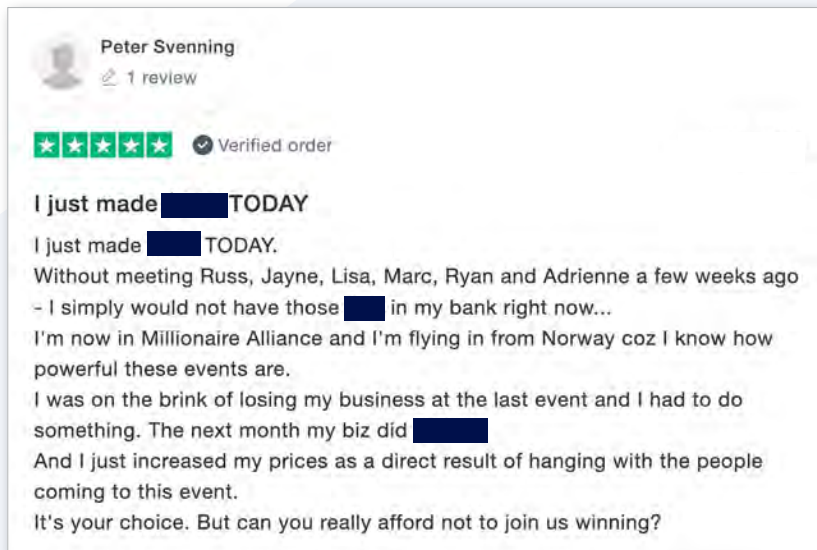 Peter Svenning
1 review
Verified order
I just made TODAY
I just made TODAY.
Without meeting Russ, Jayne, Lisa, Marc, Ryan and Adrienne a few weeks ago
- I simply would not have those in my bank right now...
I'm now in Millionaire Alliance and I'm flying in from Norway coz I know how
powerful these events are.
I was on the brink of losing my business at the last event and I had to do
something. The next month my biz did
And I just increased my prices as a direct result of hanging with the people
coming to this event.
It's your choice. But can you really afford not to join us winning?